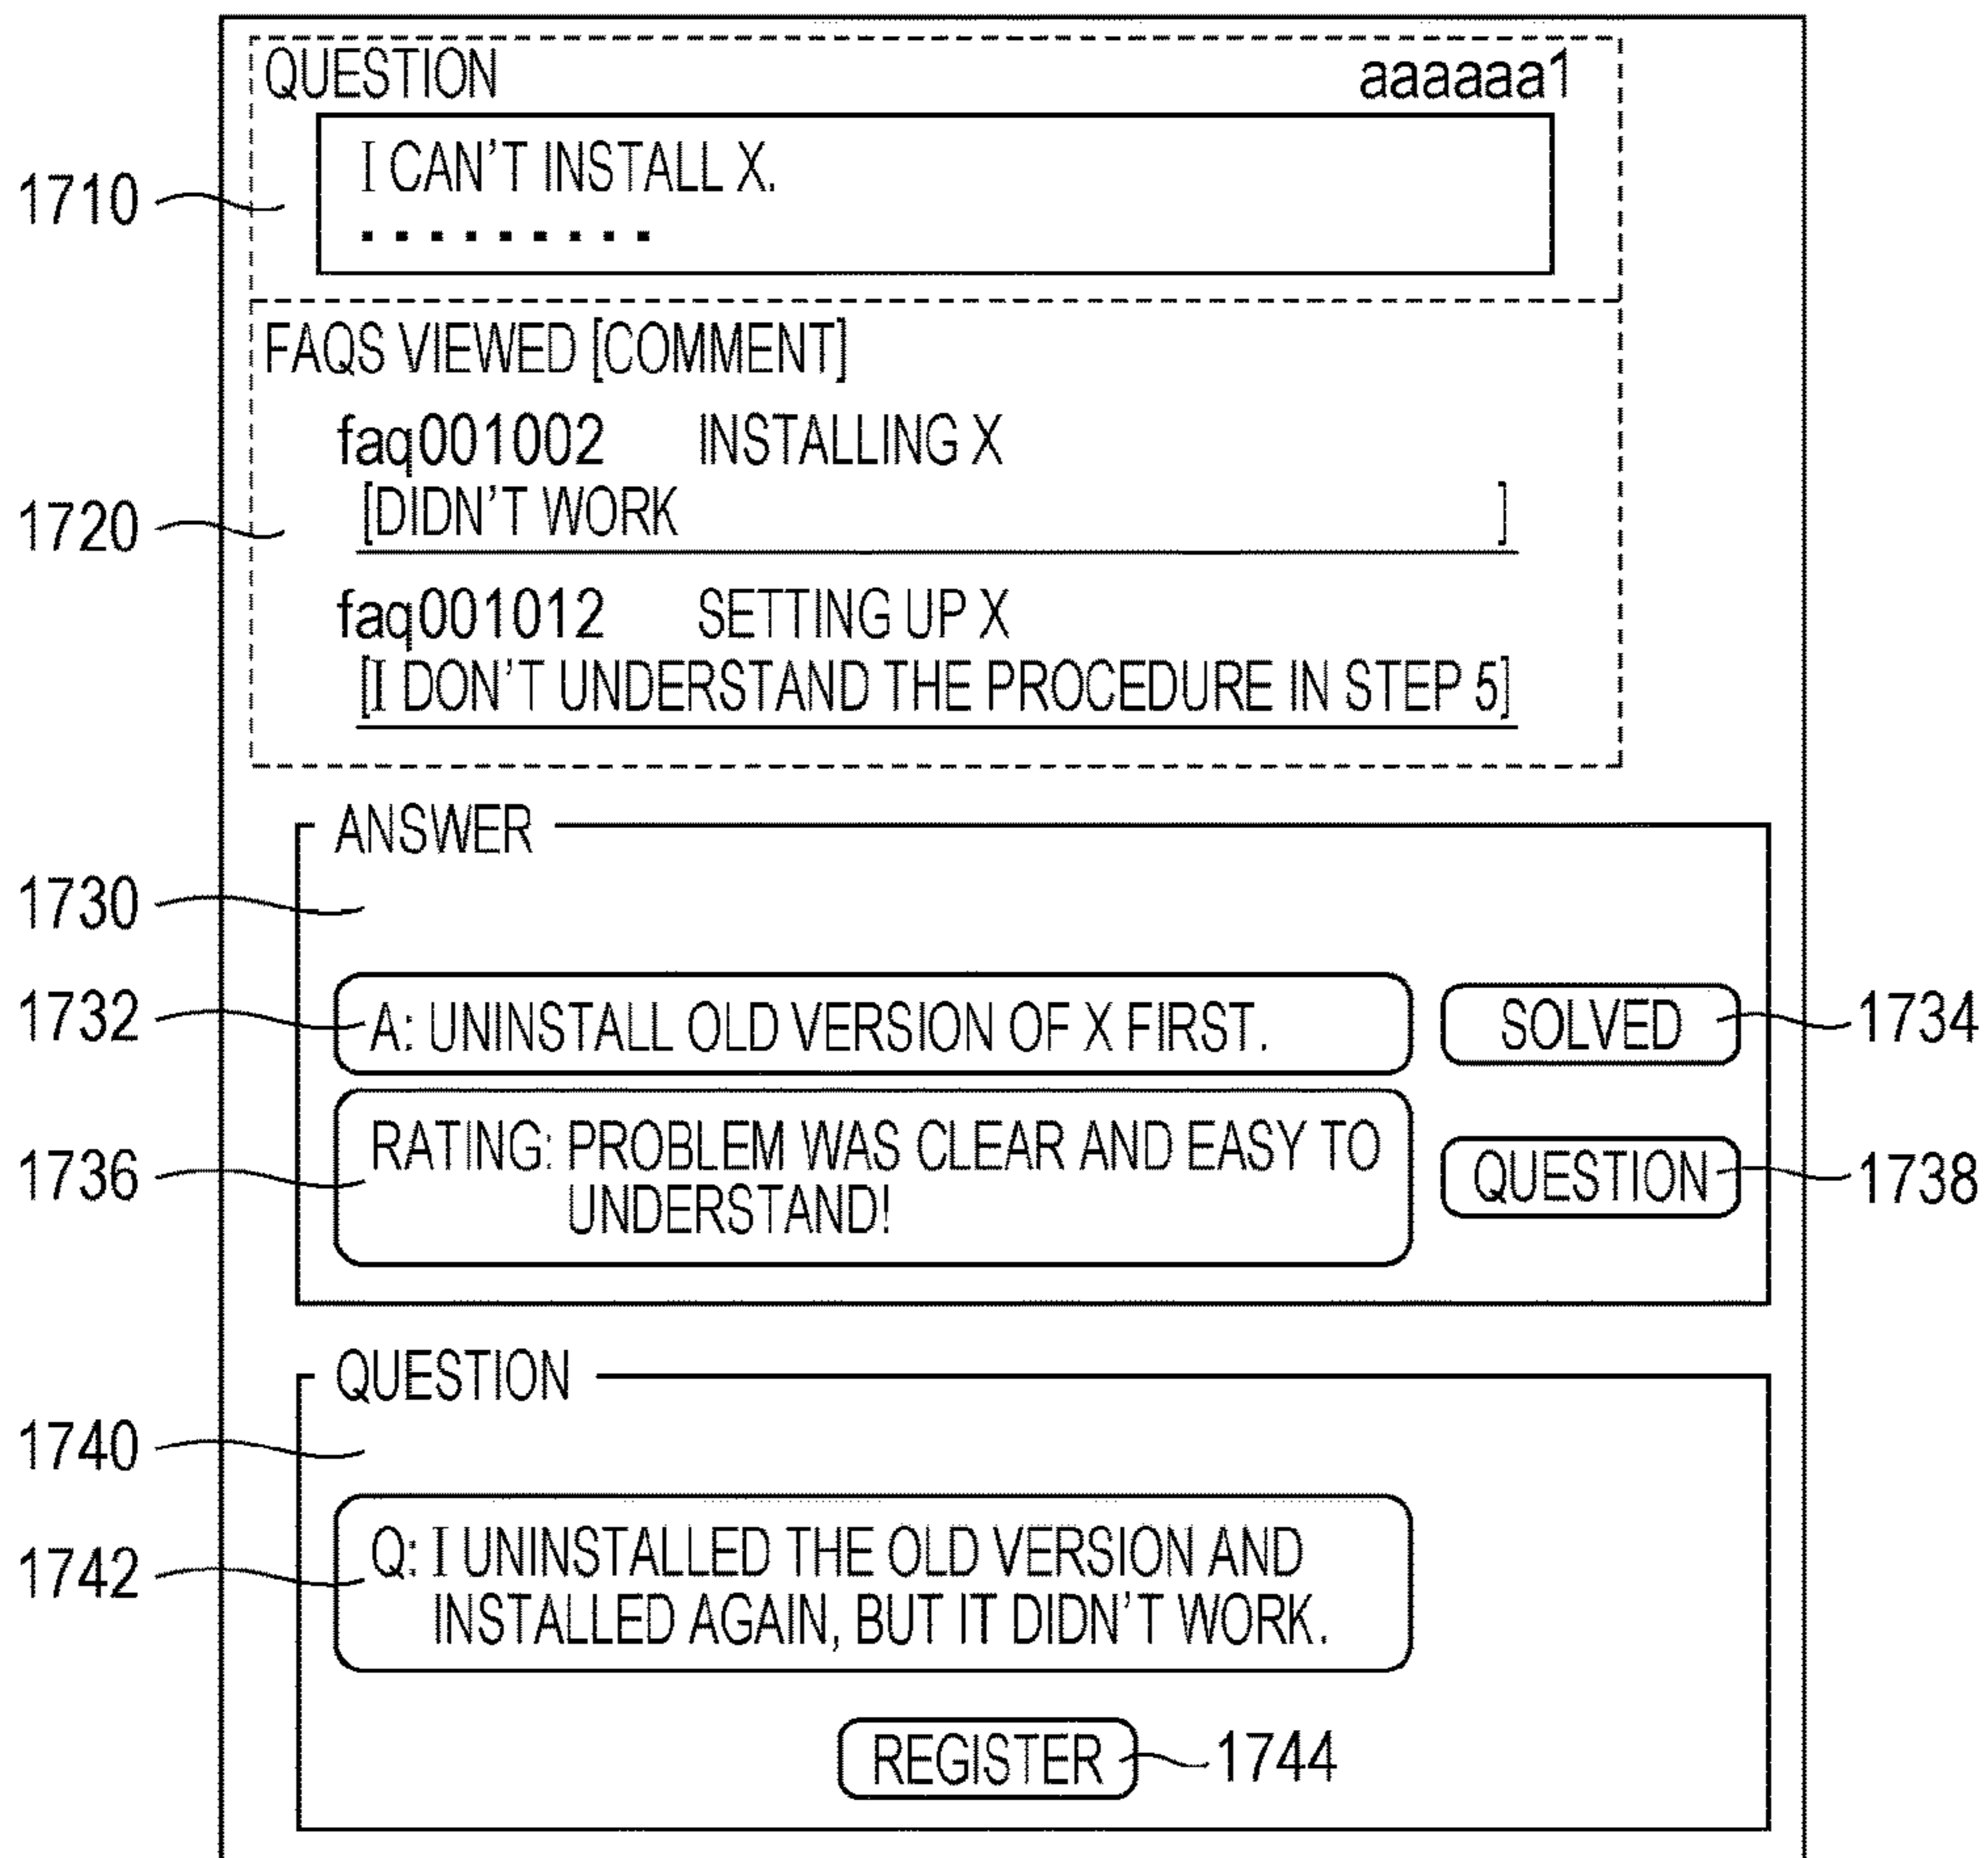 QUESTION aaaaaa1
I CAN'T INSTALL X.
1710
. . . . . . . . .
FAQS VIEWED [COMMENT]
faq001002 INSTALLING X
1720 [DIDN'T WORK ]
faq001012 SETTING UP X
[I DON'T UNDERSTAND THE PROCEDURE IN STEP 5]
ANSWER
1730
1732 A: UNINSTALL OLD VERSION OF X FIRST. SOLVED 1734
1736 RATING: PROBLEM WAS CLEAR AND EASY TO QUESTION 1738
UNDERSTAND!
QUESTION
1740
1742 Q: I UNINSTALLED THE OLD VERSION AND
INSTALLED AGAIN, BUT IT DIDN'T WORK.
REGISTER 1744